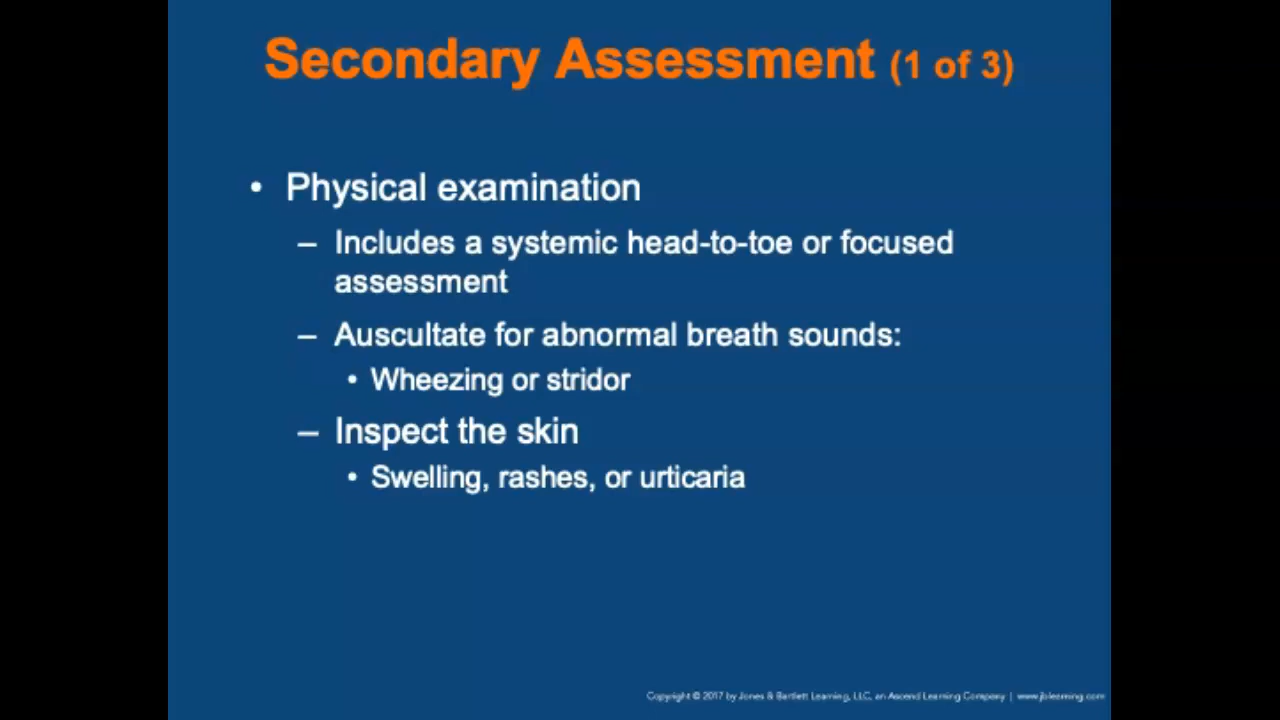 Secondary Assessment (1 of 3)
• Physical examination
– Includes a systemic head-to-toe or focused
assessment
– Auscultate for abnormal breath sounds:
• Wheezing or stridor
– Inspect the skin
• Swelling, rashes, or urticaria
Copyright © 2017 by Jones & Bartlett Learning, LLC, an Ascend Learning Company | www.jblearning.com